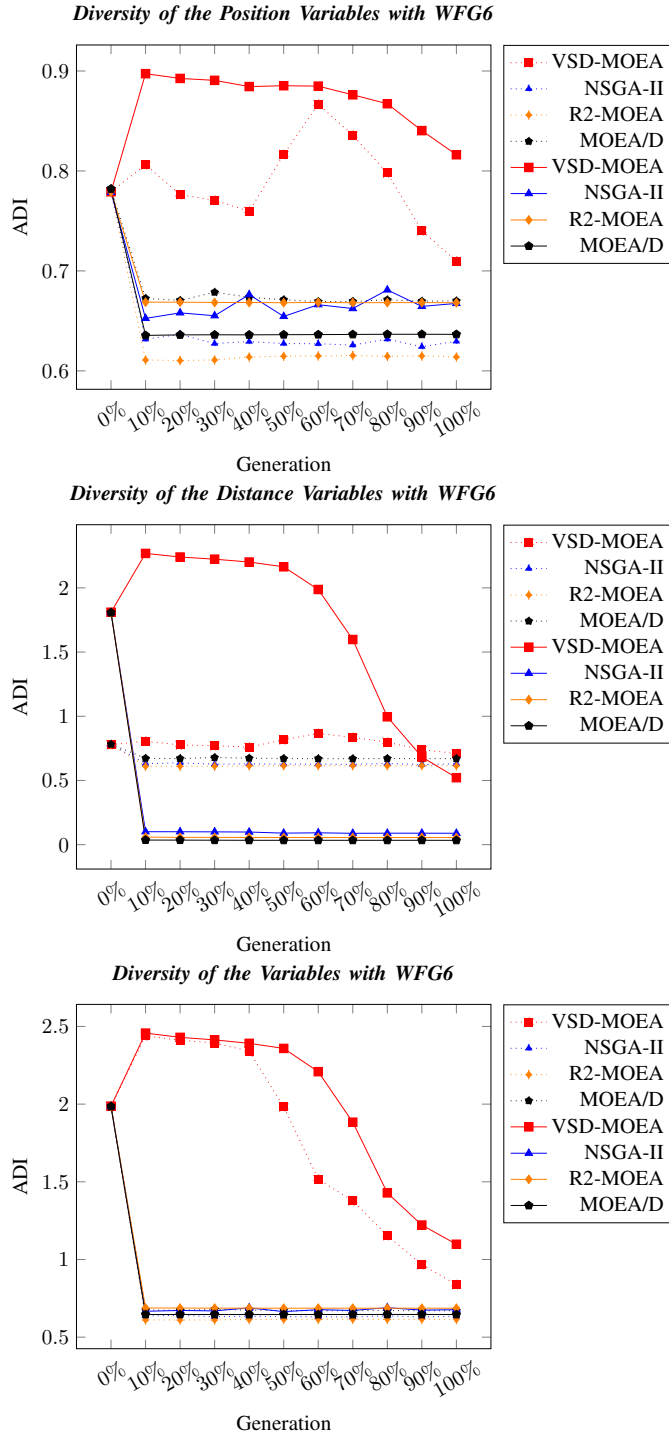 Diversity of the Position Variables with WFG6
0.9
0.8
0.7
0.6
ADI
0%
10%
20%
30%
40%
50%
60%
70%
80%
90%
100%
Generation
VSD-MOEA
NSGA-II
R2-MOEA
MOEA/D
VSD-MOEA
NSGA-II
R2-MOEA
MOEA/D
Diversity of the Distance Variables with WFG6
2
1.5
1
0.5
0
ADI
0%
10%
20%
30%
40%
50%
60%
70%
80%
90%
100%
Generation
VSD-MOEA
NSGA-II
R2-MOEA
MOEA/D
VSD-MOEA
NSGA-II
R2-MOEA
MOEA/D
Diversity of the Variables with WFG6
2.5
2
1.5
1
0.5
ADI
0%
10%
20%
30%
40%
50%
60%
70%
80%
90%
100%
Generation
VSD-MOEA
NSGA-II
R2-MOEA
MOEA/D
VSD-MOEA
NSGA-II
R2-MOEA
MOEA/D